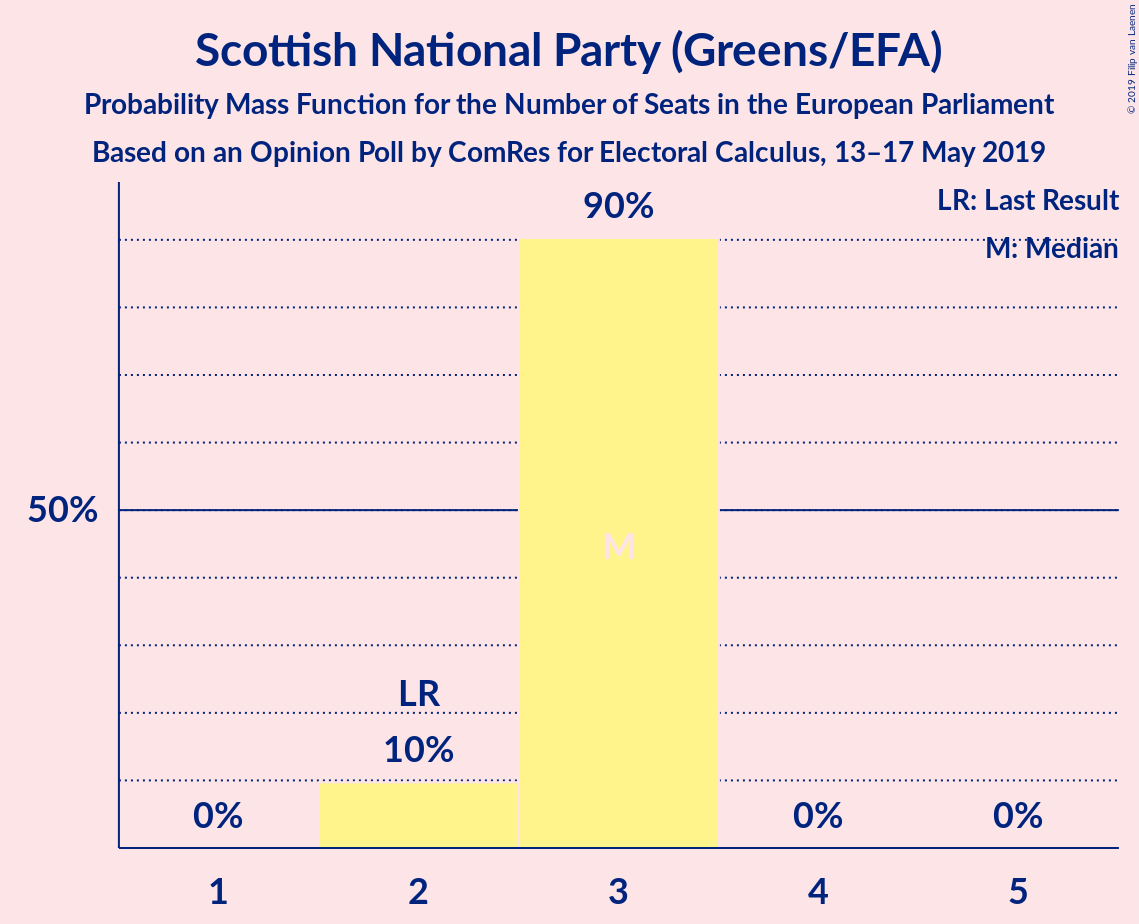 Scottish National Party (Greens/EFA)
Probability Mass Function for the Number of Seats in the European Parliament
Based on an Opinion Poll by ComRes for Electoral Calculus, 13–17 May 2019
© 2019 Filip van Laenen
LR: Last Result
M: Median
90%
50%
M
LR
10%
0%
0%
0%
1
2
3
4
5